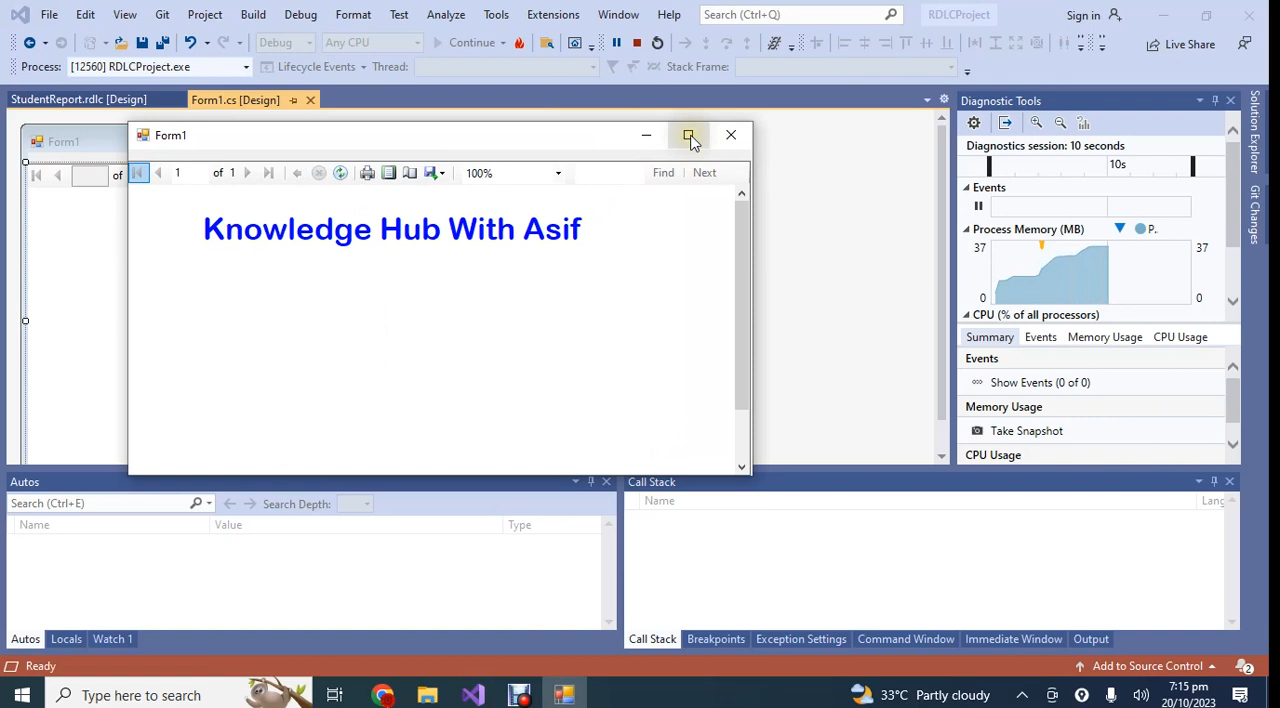 File Edit View Git Project Build Debug Format Test Analyze Tools Extensions Window Help Search (Ctrl+Q) RDLCProject Sign in
Debug Any CPU Continue Live Share
Process: [12560] RDLCProject.exe Lifecycle Events Thread: Stack Frame:
StudentReport.rdlc [Design] Form1.cs [Design] Diagnostic Tools
Form1 Form1
Diagnostics session: 10 seconds
10s
of 1 of 1 100% Find Next
Events
Knowledge Hub With Asif
Process Memory (MB) P..
37 37
0 0
CPU (% of all processors)
Summary Events Memory Usage CPU Usage
Events
Show Events (0 of 0)
Memory Usage
Take Snapshot
CPU Usage
Solution Explorer
Git Changes
Autos Call Stack
Search (Ctrl+E) Search Depth: Name Lang
Name Value Type
Autos Locals Watch 1 Call Stack Breakpoints Exception Settings Command Window Immediate Window Output
Ready Add to Source Control 2
Type here to search 33°C Partly cloudy 7:15 pm
20/10/2023